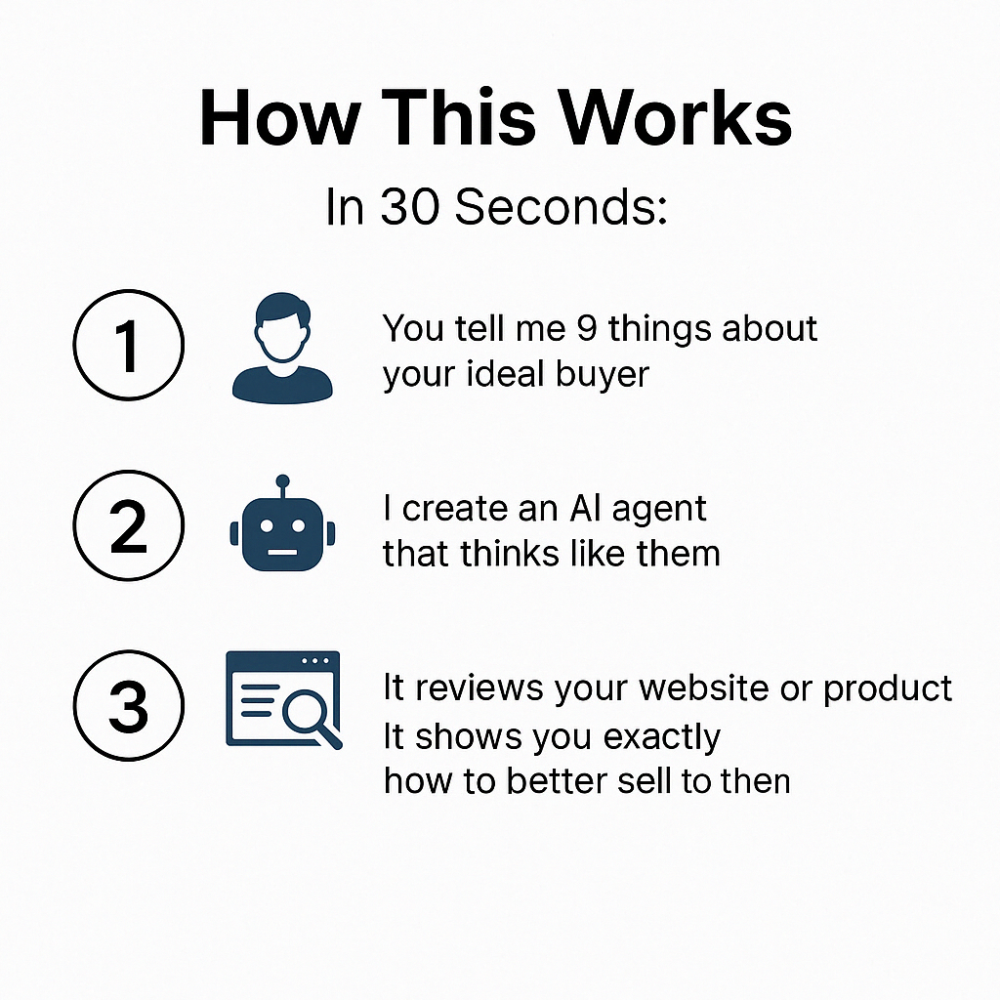 How This Works
In 30 Seconds:
1
You tell me 9 things about
your ideal buyer
2
I create an AI agent
that thinks like them
3
It reviews your website or product
It shows you exactly
how to better sell to then